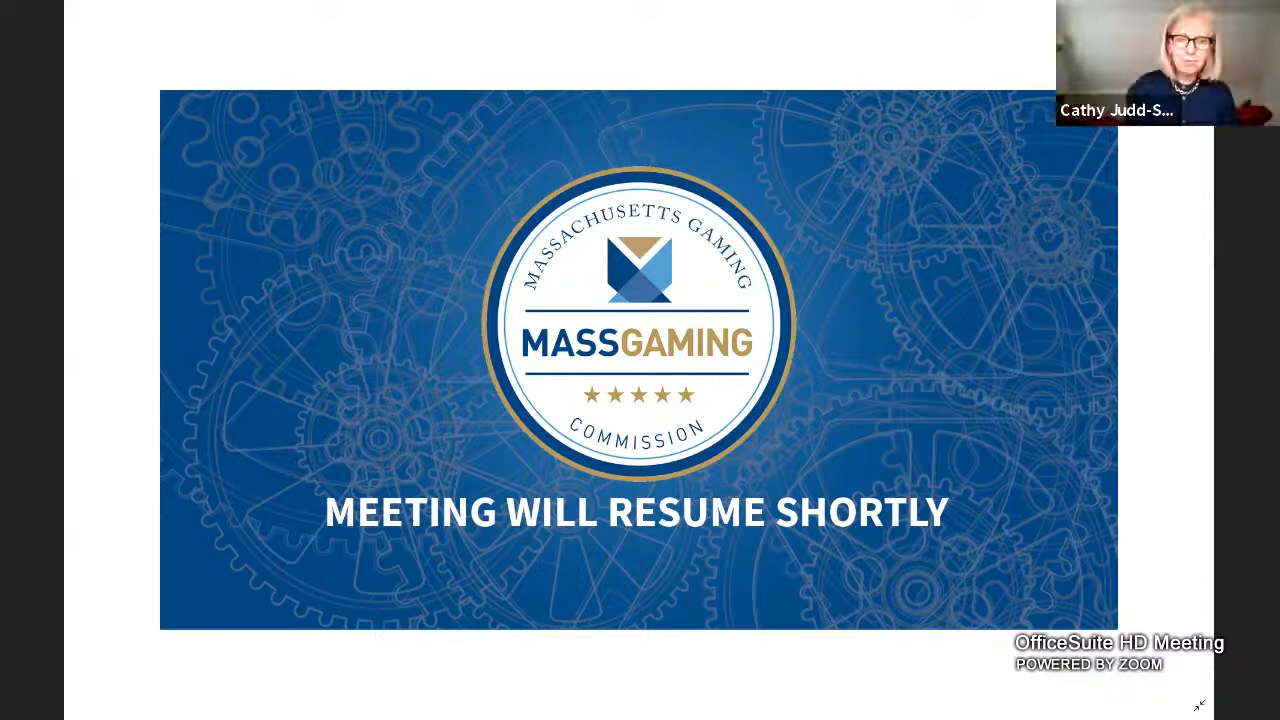 Cathy Judd-S...
MASSACHUSETTS GAMING
MASSGAMING
COMMISSION
MEETING WILL RESUME SHORTLY
OfficeSuite HD Meeting
POWERED BY ZOOM